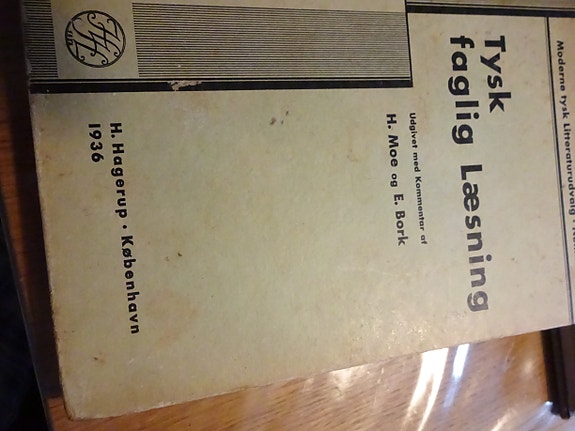 Moderne tysk Litteraturudvalg ·
Tysk
faglig Læsning
Udgivet med Kommentar af
H. Moe og E. Bork
H. Hagerup · København
1936